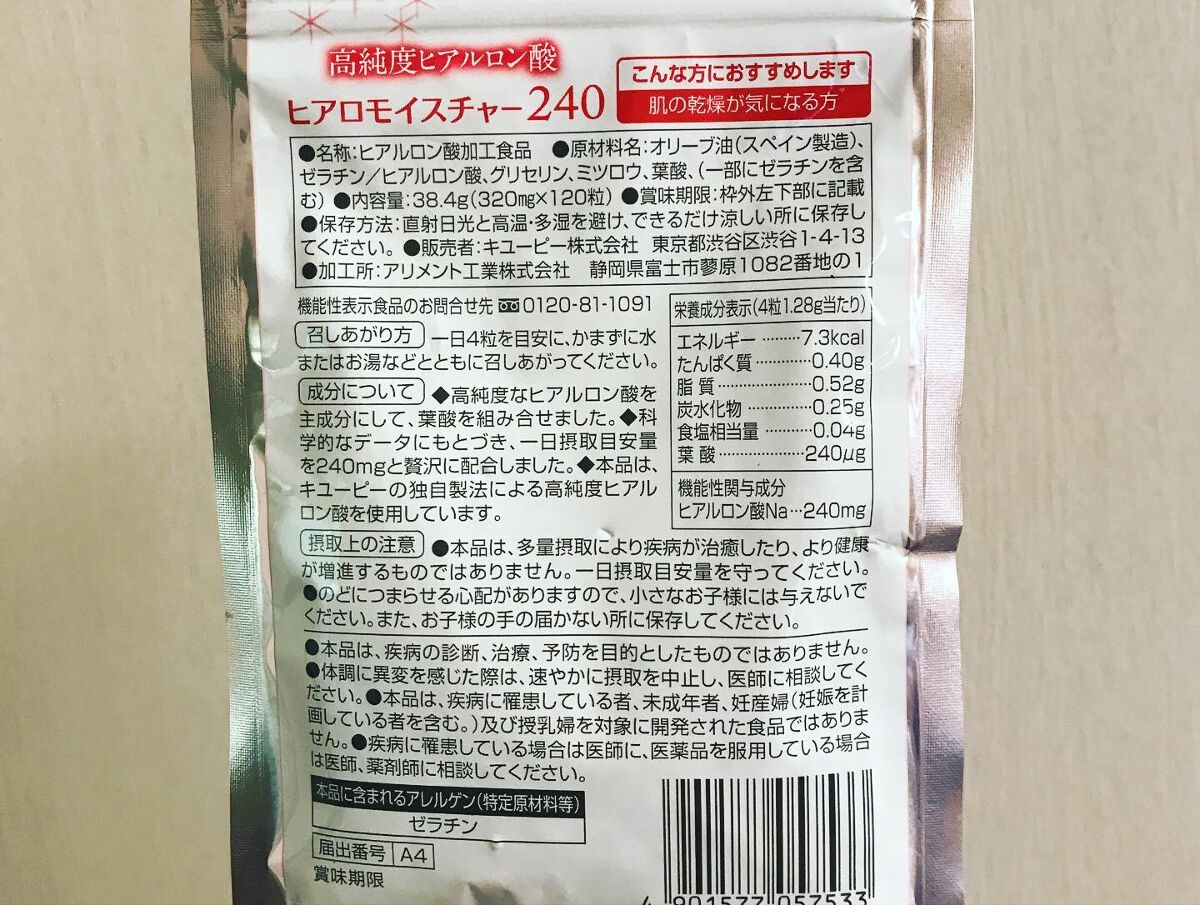 高純度ヒアルロン酸
ヒアロモイスチャー240
こんな方におすすめします
肌の乾燥が気になる方
●名称:ヒアルロン酸加工食品 ●原材料名:オリーブ油(スペイン製造)、
ゼラチン/ヒアルロン酸、グリセリン、ミツロウ、葉酸、(一部にゼラチンを含
む) ●内容量:38.4g(320mg×120粒) ●賞味期限:枠外左下部に記載
●保存方法:直射日光と高温・多湿を避け、できるだけ涼しい所に保存し
てください。 ●販売者:キユーピー株式会社 東京都渋谷区渋谷1-4-13
●加工所:アリメント工業株式会社 静岡県富士市蓼原1082番地の1
機能性表示食品のお問合せ先 0120-81-1091
召しあがり方 一日4粒を目安に、かまずに水
またはお湯などとともに召しあがってください。
成分について ◆高純度なヒアルロン酸を
主成分にして、葉酸を組み合せました。◆科
学的なデータにもとづき、一日摂取目安量
を240mgと贅沢に配合しました。◆本品は、
キユーピーの独自製法による高純度ヒアル
ロン酸を使用しています。
栄養成分表示(4粒1.28g当たり)
エネルギー………7.3kcal
たんぱく質…………0.40g
脂質…………………0.52g
炭水化物……………0.25g
食塩相当量…………0.04g
葉酸…………………240μg
機能性関与成分
ヒアルロン酸Na…240mg
摂取上の注意 ●本品は、多量摂取により疾病が治癒したり、より健康
が増進するものではありません。一日摂取目安量を守ってください。
●のどにつまらせる心配がありますので、小さなお子様には与えないで
ください。また、お子様の手の届かない所に保存してください。
●本品は、疾病の診断、治療、予防を目的としたものではありません。
●体調に異変を感じた際は、速やかに摂取を中止し、医師に相談してく
ださい。●本品は、疾病に罹患している者、未成年者、妊産婦(妊娠を計
画している者を含む。)及び授乳婦を対象に開発された食品ではありま
せん。●疾病に罹患している場合は医師に、医薬品を服用している場合
は医師、薬剤師に相談してください。
本品に含まれるアレルゲン(特定原材料等)
ゼラチン
届出番号 A4
賞味期限
4 901577 057533